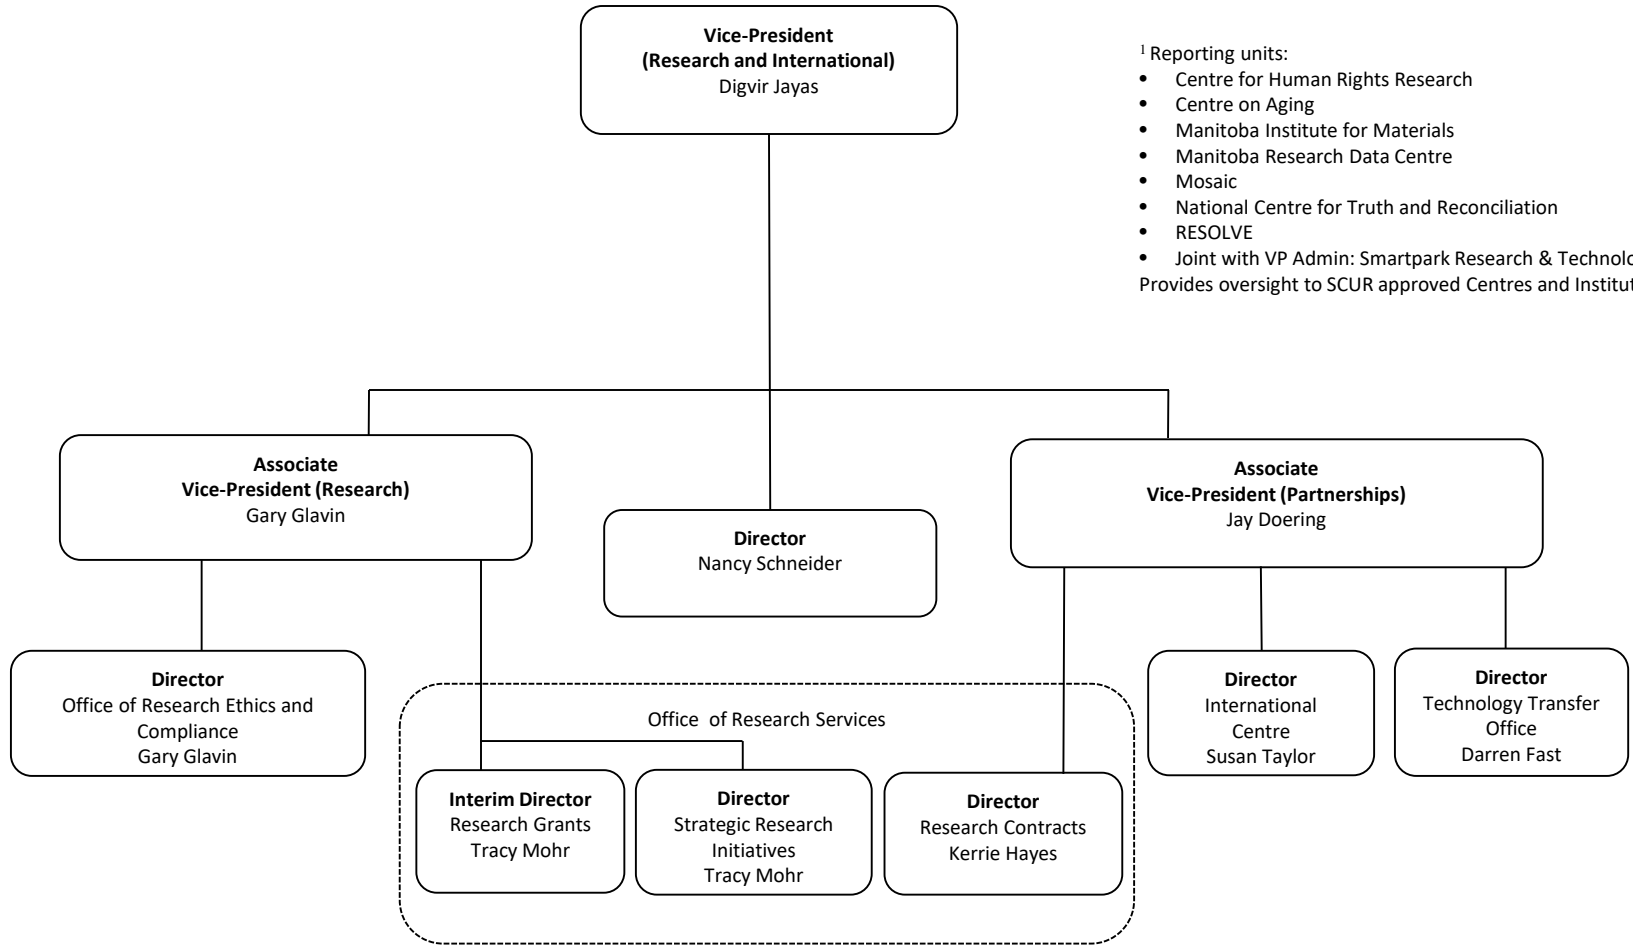 Vice-President
(Research and International)
Digvir Jayas
1 Reporting units:
• Centre for Human Rights Research
• Centre on Aging
• Manitoba Institute for Materials
• Manitoba Research Data Centre
• Mosaic
• National Centre for Truth and Reconciliation
• RESOLVE
• Joint with VP Admin: Smartpark Research &
Provides oversight to SCUR approved Centres and
Associate
Vice-President (Research)
Gary Glavin
Director
Nancy Schneider
Associate
Vice-President (Partnerships)
Jay Doering
Director
Office of Research Ethics and
Compliance
Gary Glavin
Office of Research Services
Interim Director
Research Grants
Tracy Mohr
Director
Strategic Research
Initiatives
Tracy Mohr
Director
Research Contracts
Kerrie Hayes
Director
International
Centre
Susan Taylor
Director
Technology Transfer
Office
Darren Fast